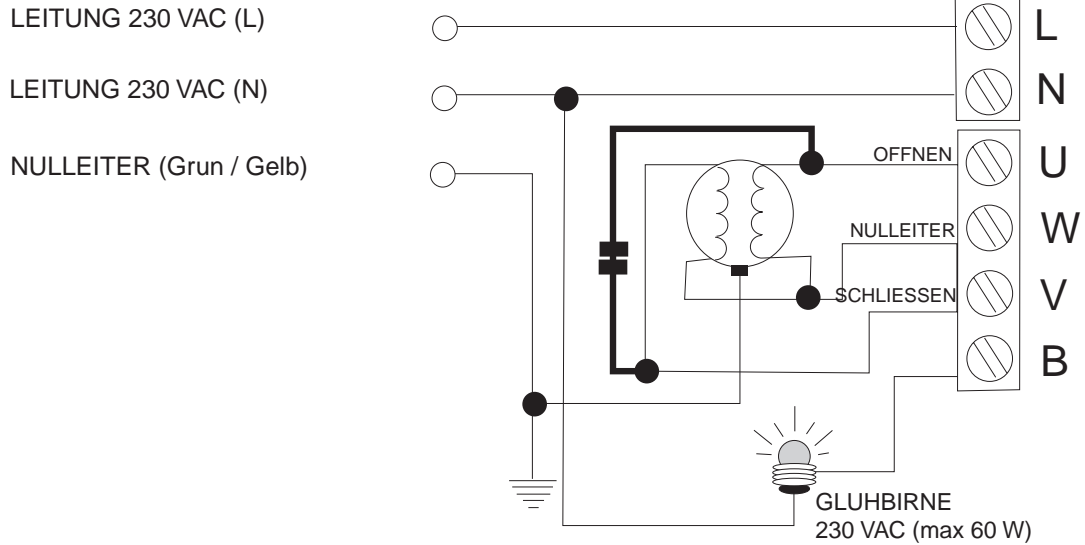 LEITUNG 230 VAC (L)
L
LEITUNG 230 VAC (N)
N
NULLEITER (Grun / Gelb)
OFFNEN
U
NULLEITER
W
SCHLIESSEN
V
B
GLUHBIRNE
230 VAC (max 60 W)